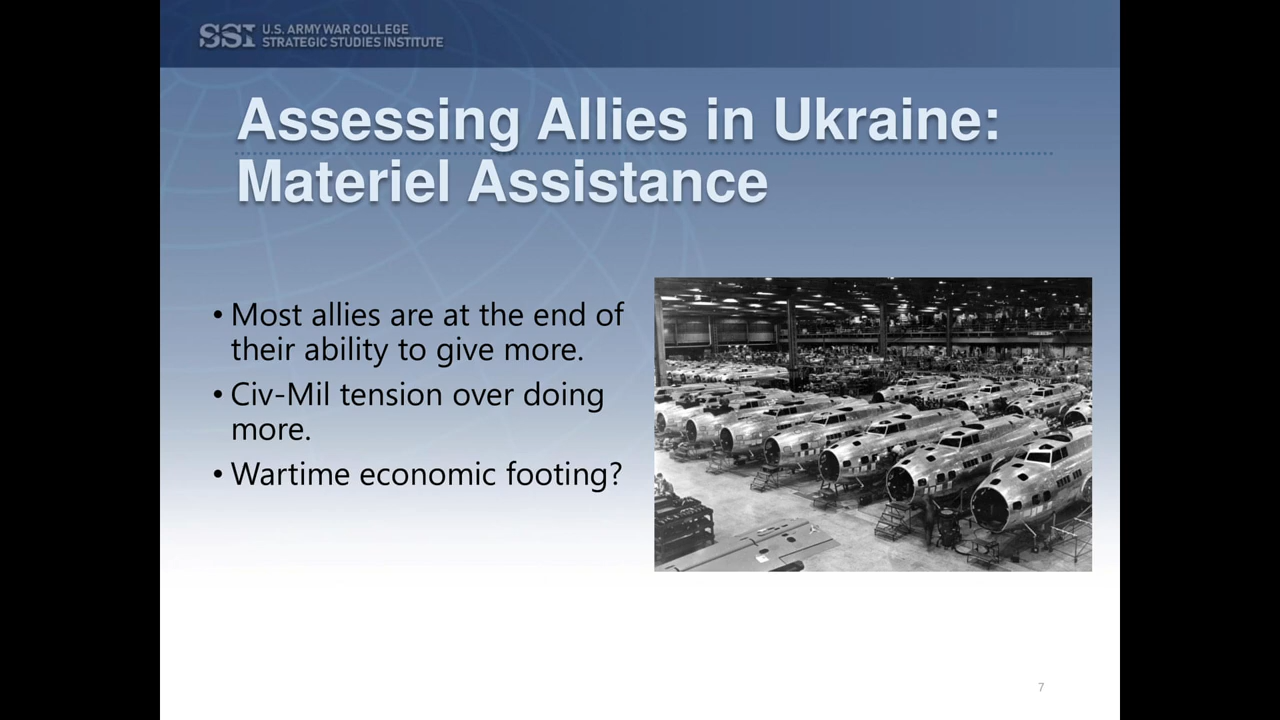 SSI U.S. ARMY WAR COLLEGE
STRATEGIC STUDIES INSTITUTE
Assessing Allies in Ukraine:
Materiel Assistance
• Most allies are at the end of
their ability to give more.
• Civ-Mil tension over doing
more.
• Wartime economic footing?
7